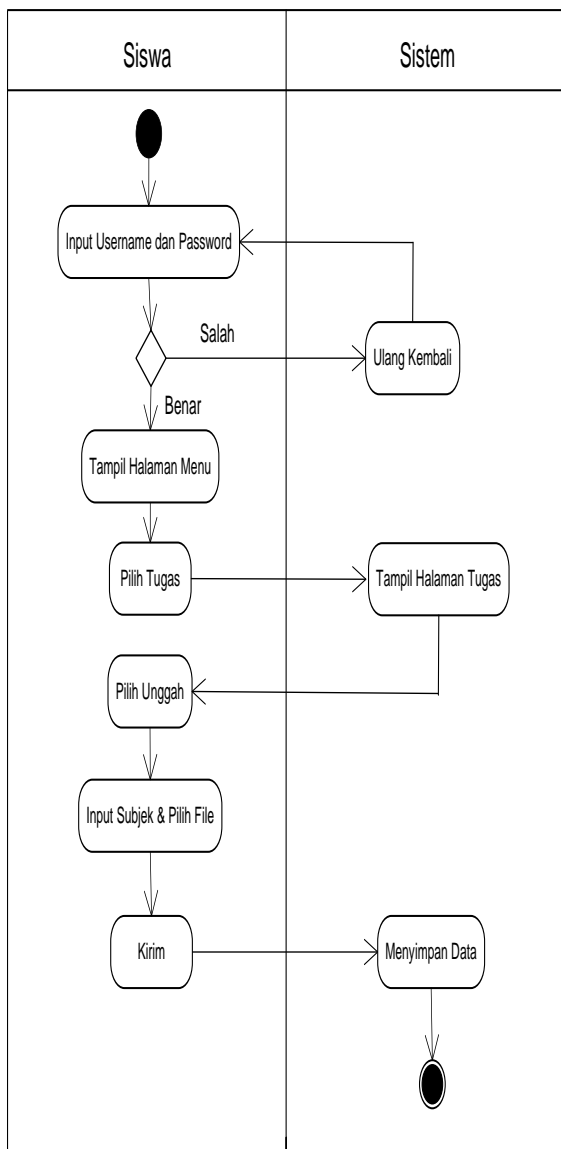 Siswa
Sistem
Input Username dan Password
Salah
Ulang Kembali
Benar
Tampil Halaman Menu
Pilih Tugas
Tampil Halaman Tugas
Pilih Unggah
Input Subjek & Pilih File
Kirim
Menyimpan Data